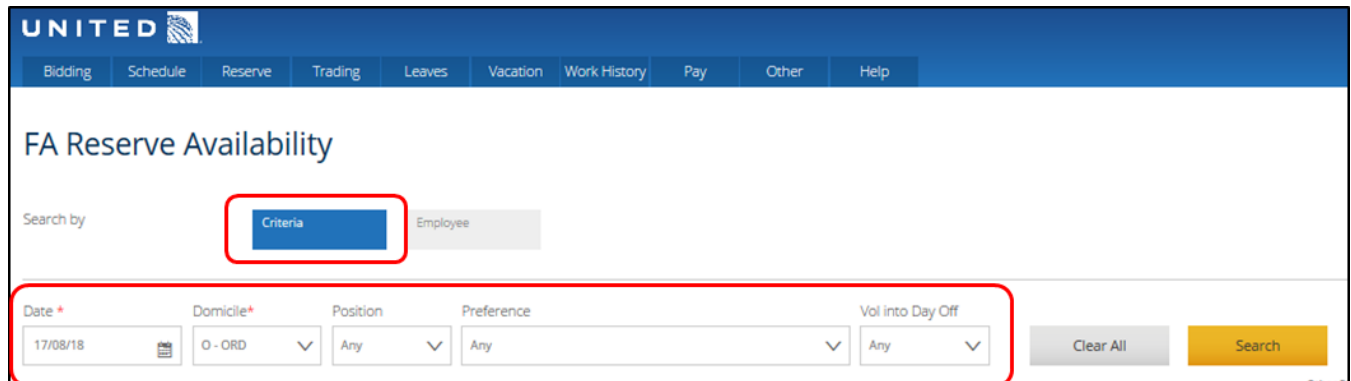 UNITED
Bidding Schedule Reserve Trading Leaves Vacation Work History Pay Other Help
FA Reserve Availability
Search by Criteria Employee
Date * Domicile* Position Preference Vol into Day Off
17/08/18 O - ORD Any Any Any Clear All Search